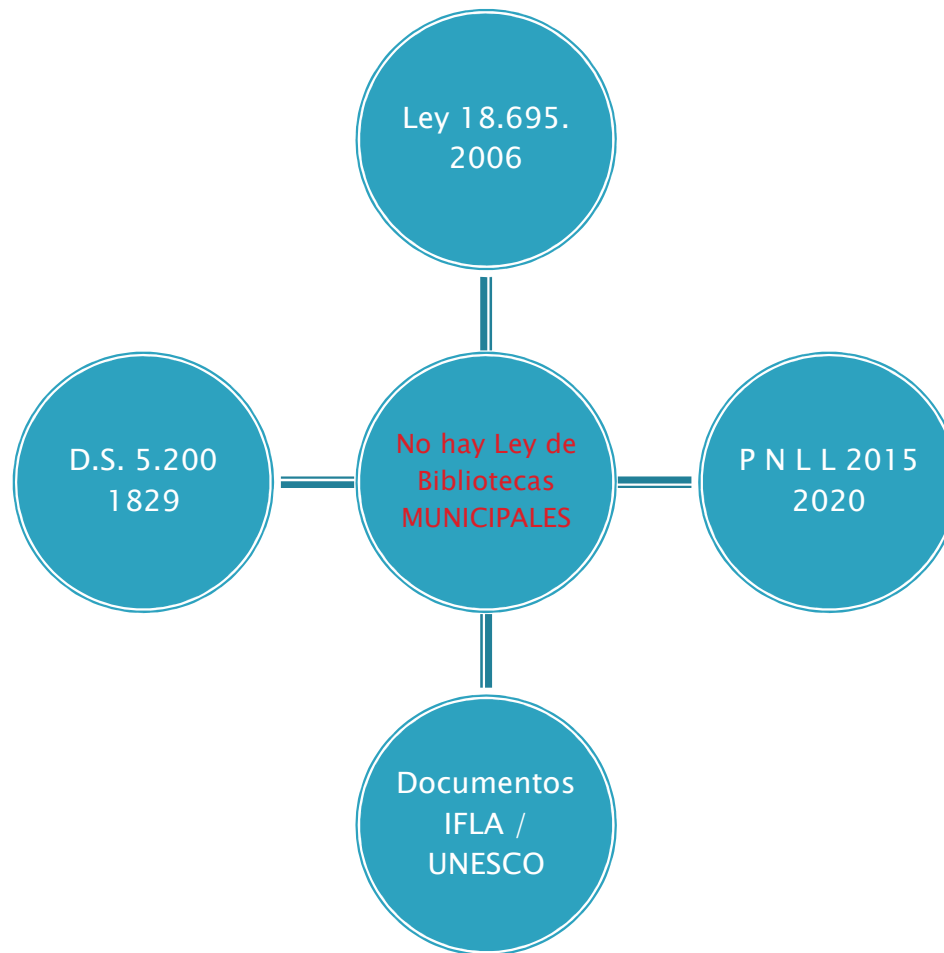 Ley 18.695.
2006
D.S. 5.200
1829
No hay Ley de
Bibliotecas
MUNICIPALES
P N L L 2015
2020
Documentos
IFLA /
UNESCO